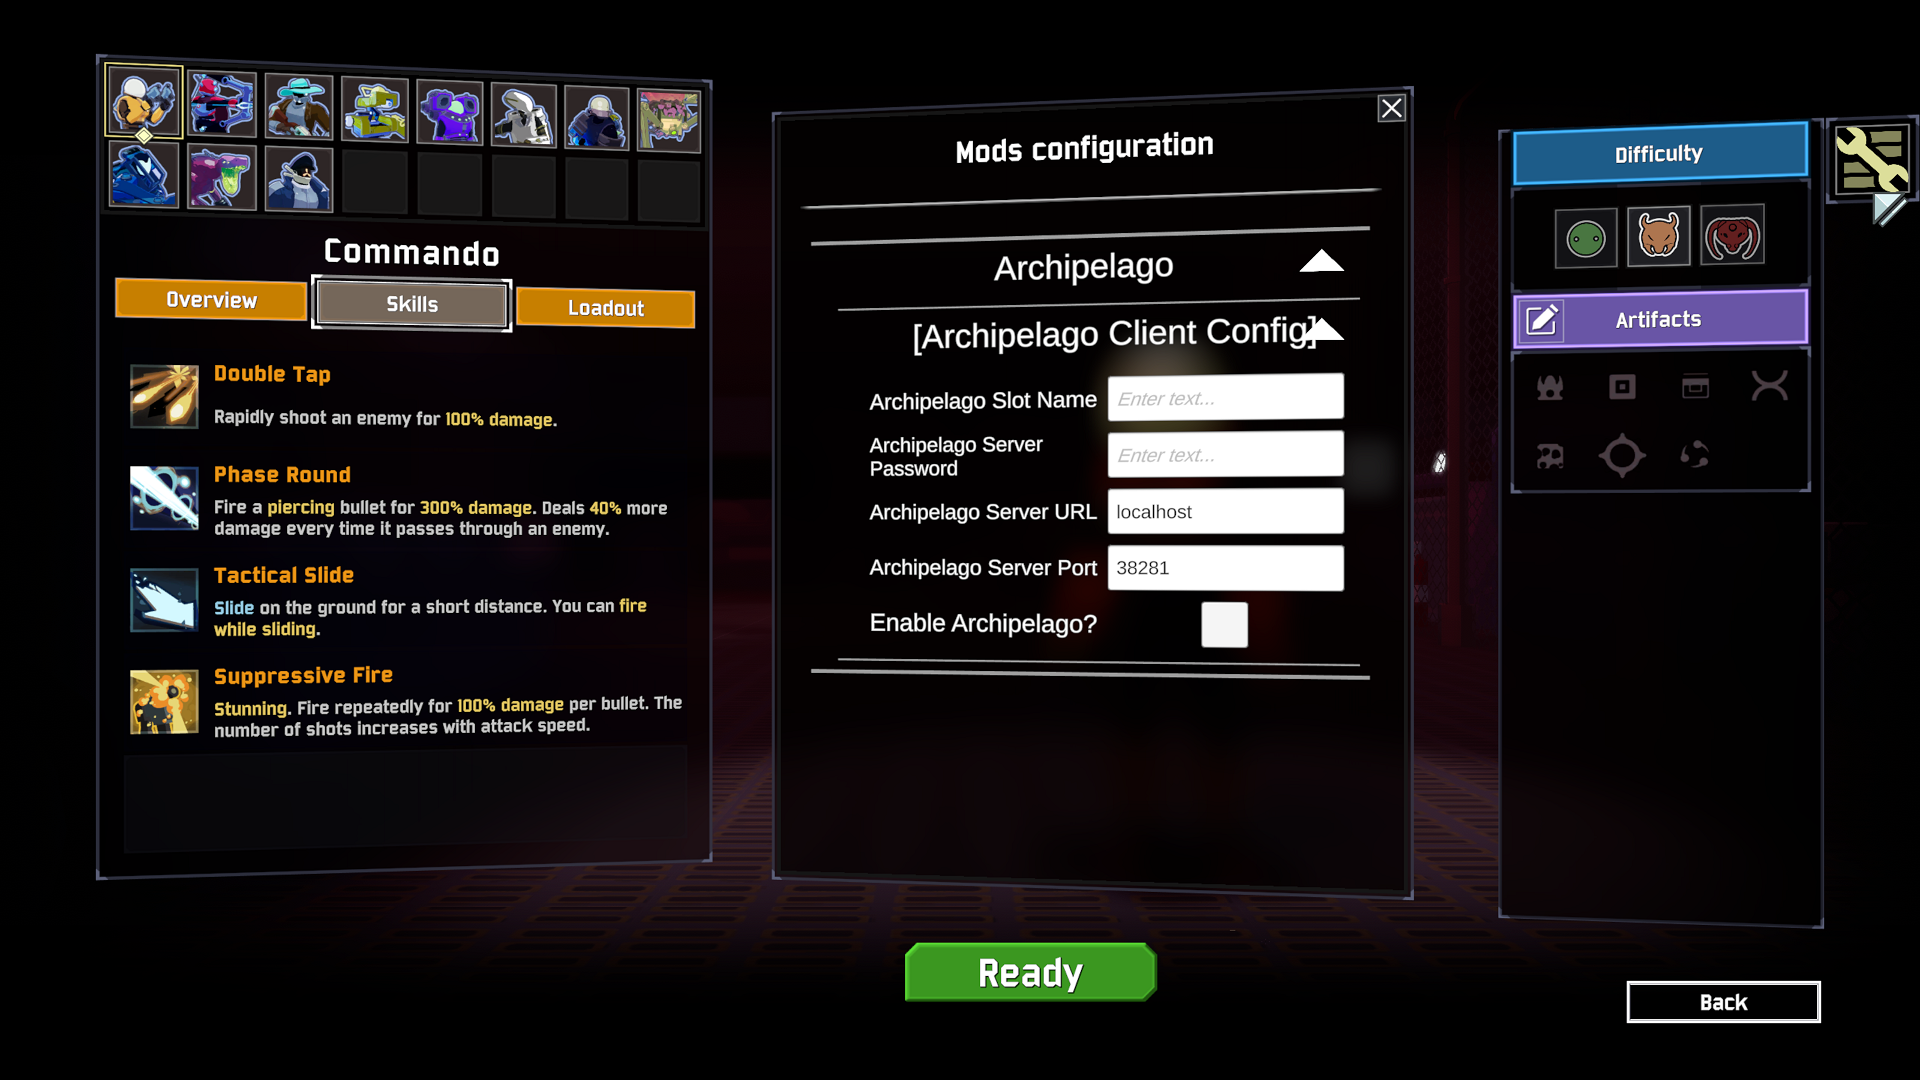 Commando
Overview
Skills
Loadout
Double Tap
Rapidly shoot an enemy for 100% damage.
Phase Round
Fire a piercing bullet for 300% damage. Deals 40% more
damage every time it passes through an enemy.
Tactical Slide
Slide on the ground for a short distance. You can fire
while sliding.
Suppressive Fire
Stunning. Fire repeatedly for 100% damage per bullet. The
number of shots increases with attack speed.
Mods configuration
Archipelago
[Archipelago Client Config]
Archipelago Slot Name
Enter text...
Archipelago Server
Password
Enter text...
Archipelago Server URL
localhost
Archipelago Server Port
38281
Enable Archipelago?
Ready
Difficulty
Artifacts
Back